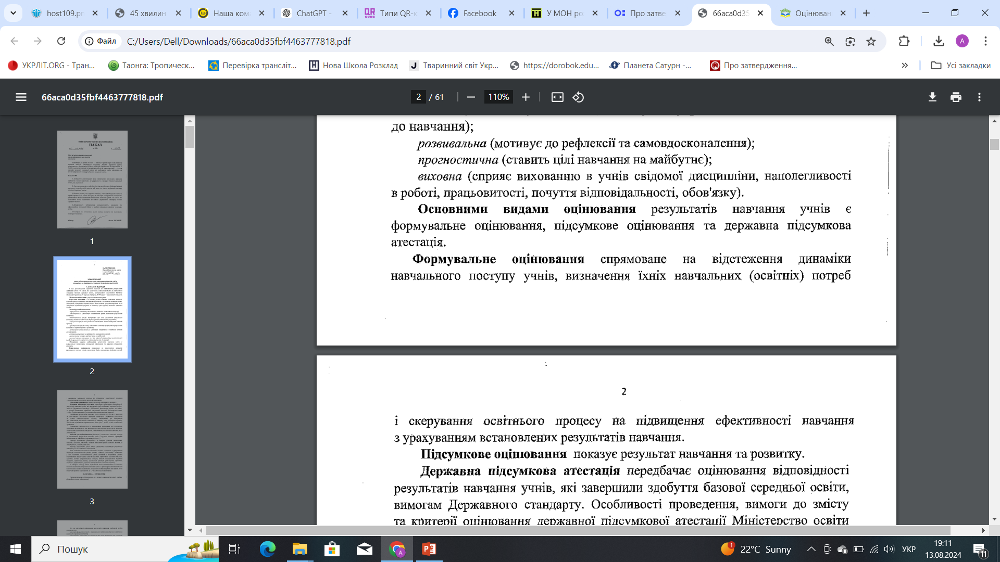 host109.pr
45 хвилин
Наша ком
ChatGPT -
Типи QR-к
Facebook
У МОН ро
Про затве
66aca0d35
Оцінюван
Файл
C:/Users/Dell/Downloads/66aca0d35fbf4463777818.pdf
A
УКРЛІТ.ORG - Тран...
Таонга: Тропическ...
Перевірка трансліт...
Нова Школа Розклад
Тваринний світ Укр...
https://dorobok.edu...
Планета Сатурн -...
Про затвердження...
Усі закладки
66aca0d35fbf4463777818.pdf
2 / 61
110%
НАКАЗ
1
2
3
до навчання);
розвивальна (мотивує до рефлексії та самовдосконалення);
прогностична (ставить цілі навчання на майбутнє);
виховна (сприяє вихованню в учнів свідомої дисципліни, наполегливості
в роботі, працьовитості, почуття відповідальності, обов'язку).
Основними видами оцінювання результатів навчання учнів є
формувальне оцінювання, підсумкове оцінювання та державна підсумкова
атестація.
Формувальне оцінювання спрямоване на відстеження динаміки
навчального поступу учнів, визначення їхніх навчальних (освітніх) потреб
2
і скерування освітнього процесу на підвищення ефективності навчання
з урахуванням встановлених результатів навчання.
Підсумкове оцінювання показує результат навчання та розвитку.
Державна підсумкова атестація передбачає оцінювання відповідності
результатів навчання учнів, які завершили здобуття базової середньої освіти,
вимогам Державного стандарту. Особливості проведення, вимоги до змісту
та критерії оцінювання державної підсумкової атестації Міністерство освіти
Пошук
1
22°C Sunny
УКР
19:11
13.08.2024
11